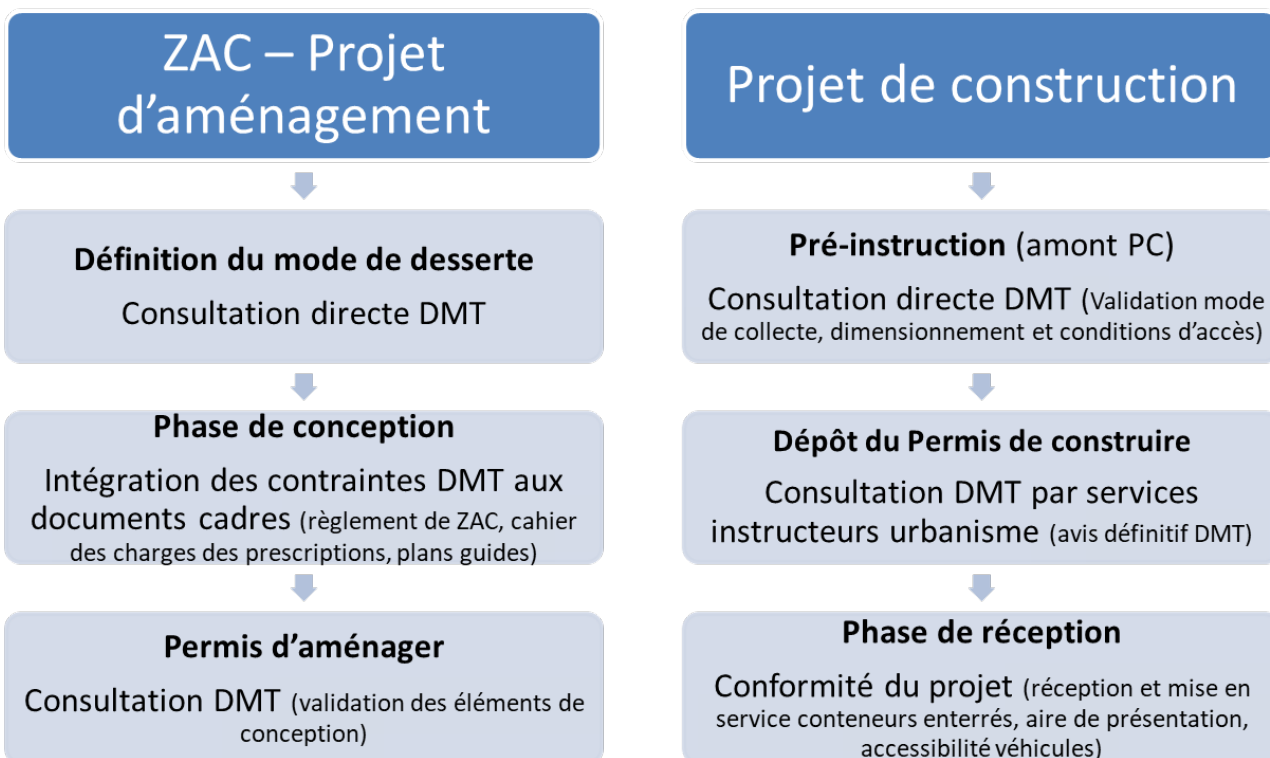 ZAC – Projet
d’aménagement
Définition du mode de desserte
Consultation directe DMT
Phase de conception
Intégration des contraintes DMT aux
documents cadres (règlement de ZAC, cahier
des charges des prescriptions, plans guides)
Permis d’aménager
Consultation DMT (validation des éléments de
conception)
Projet de construction
Pré-instruction (amont PC)
Consultation directe DMT (Validation mode
de collecte, dimensionnement et conditions d’accès)
Dépôt du Permis de construire
Consultation DMT par services
instructeurs urbanisme (avis définitif DMT)
Phase de réception
Conformité du projet (réception et mise en
service conteneurs enterrés, aire de présentation,
accessibilité véhicules)